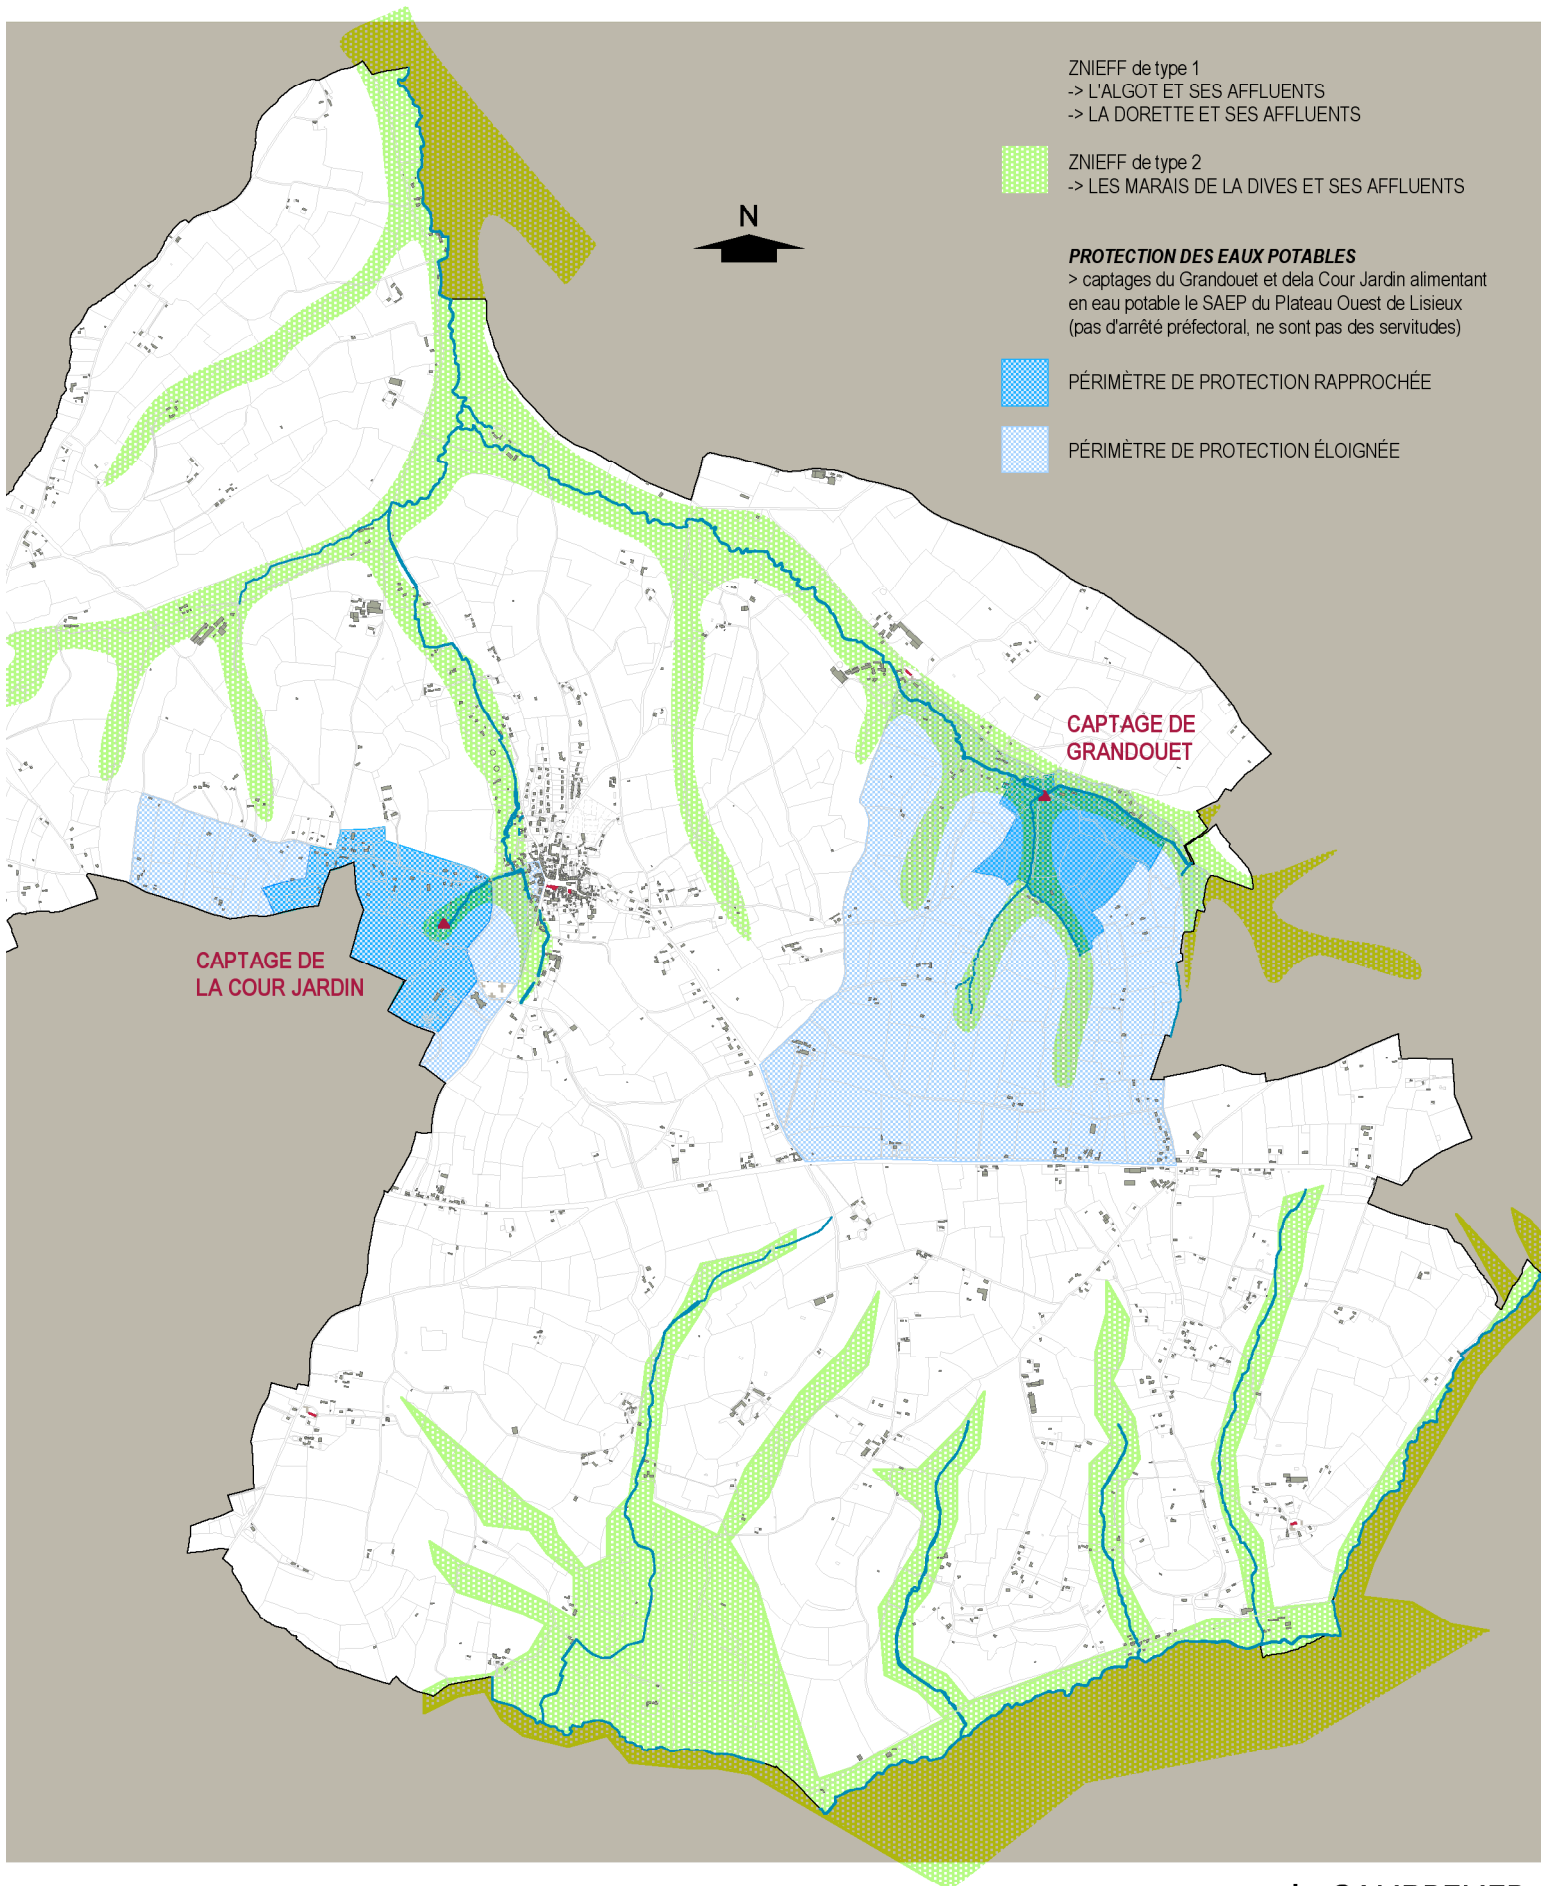 ZNIEFF de type 1
-> L'ALGOT ET SES AFFLUENTS
-> LA DORETTE ET SES AFFLUENTS
ZNIEFF de type 2
-> LES MARAIS DE LA DIVES ET SES AFFLUENTS
N
PROTECTION DES EAUX POTABLES
> captages du Grandouet et dela Cour Jardin alimentant
en eau potable le SAEP du Plateau Ouest de Lisieux
(pas d'arrêté préfectoral, ne sont pas des servitudes)
PÉRIMÈTRE DE PROTECTION RAPPROCHÉE
PÉRIMÈTRE DE PROTECTION ÉLOIGNÉE
CAPTAGE DE
GRANDOUET
CAPTAGE DE
LA COUR JARDIN